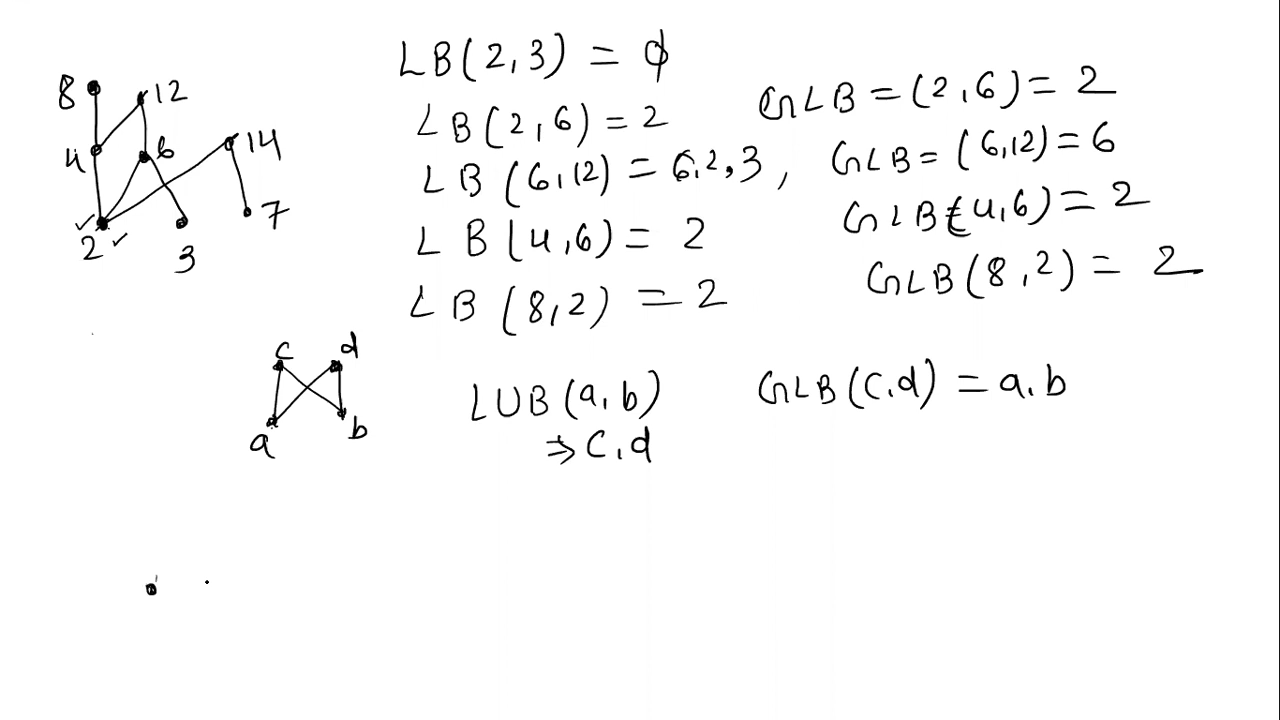 LB(2,3) = ϕ
8 12
LB(2,6) = 2
GLB = (2,6) = 2
4 6 14
LB(6,12) = 6,2,3,
GLB = (6,12) = 6
7
2 3
LB(4,6) = 2
GLB(4,6) = 2
LB(8,2) = 2
GLB(8,2) = 2
c d
a b
LUB(a,b)
⇒ c,d
GLB(c,d) = a,b